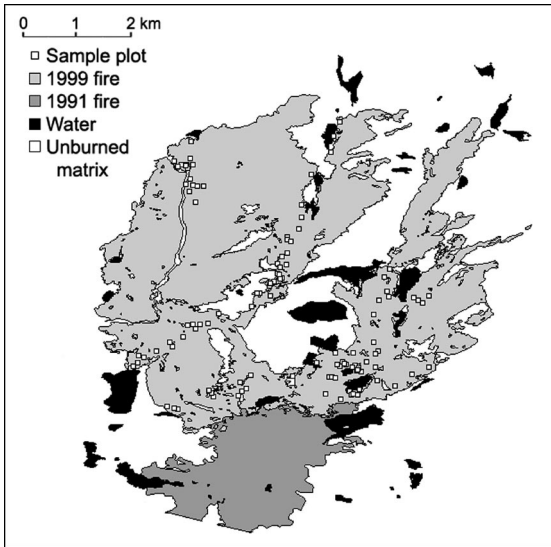 0 1 2 km
Sample plot
1999 fire
1991 fire
Water
Unburned
matrix